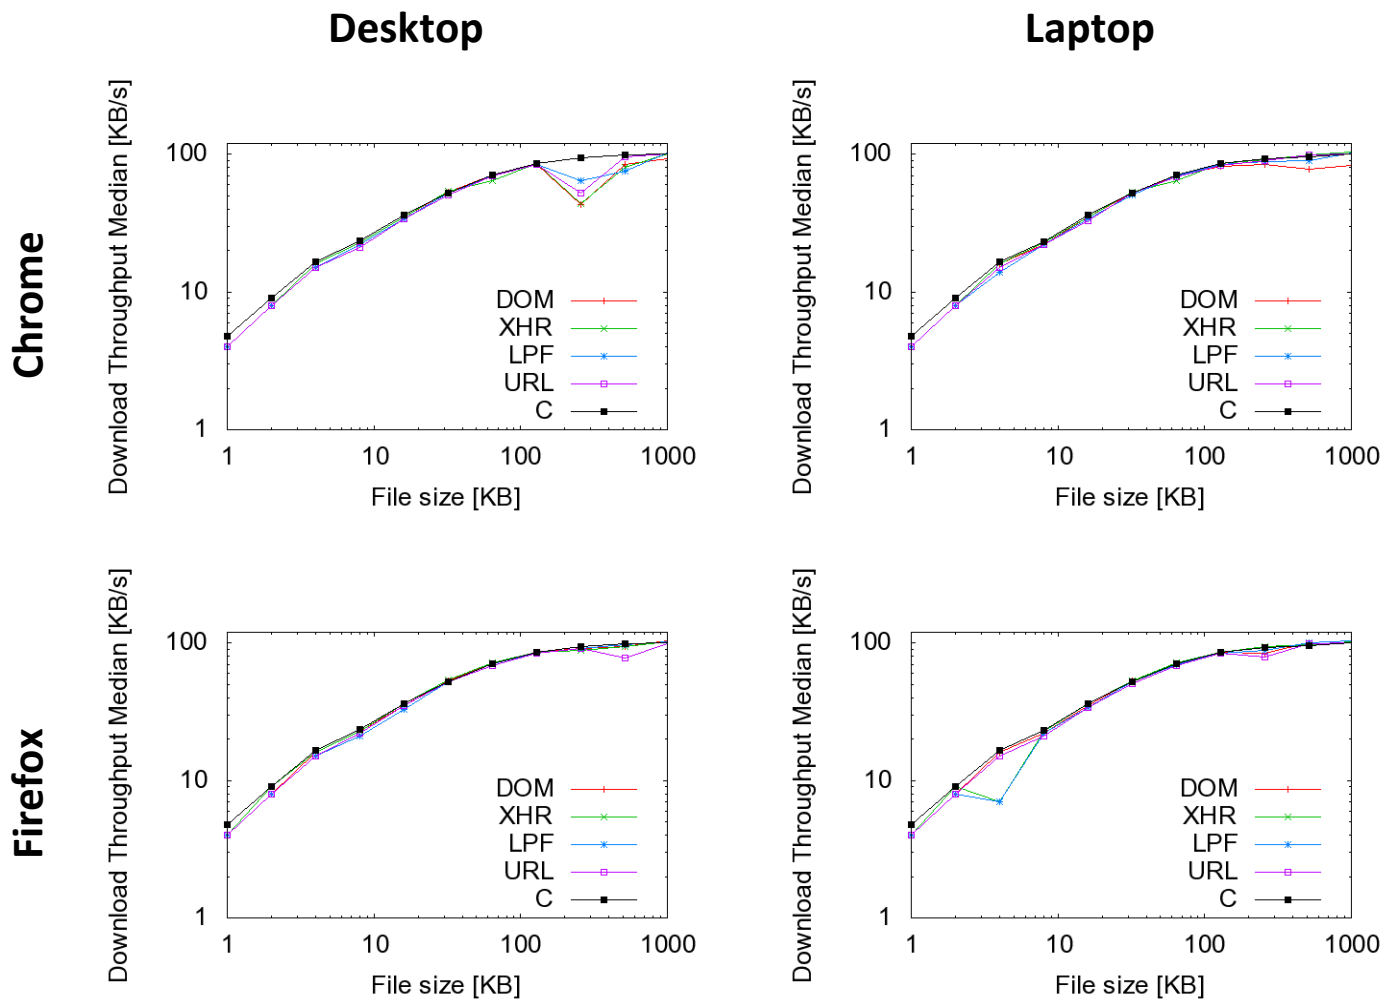 Desktop
Laptop
Chrome
Firefox
Download Throughput Median [KB/s]
100
10
1
DOM
XHR
LPF
URL
C
1 10 100 1000
File size [KB]
Download Throughput Median [KB/s]
100
10
1
DOM
XHR
LPF
URL
C
1 10 100 1000
File size [KB]
Download Throughput Median [KB/s]
100
10
1
DOM
XHR
LPF
URL
C
1 10 100 1000
File size [KB]
Download Throughput Median [KB/s]
100
10
1
DOM
XHR
LPF
URL
C
1 10 100 1000
File size [KB]